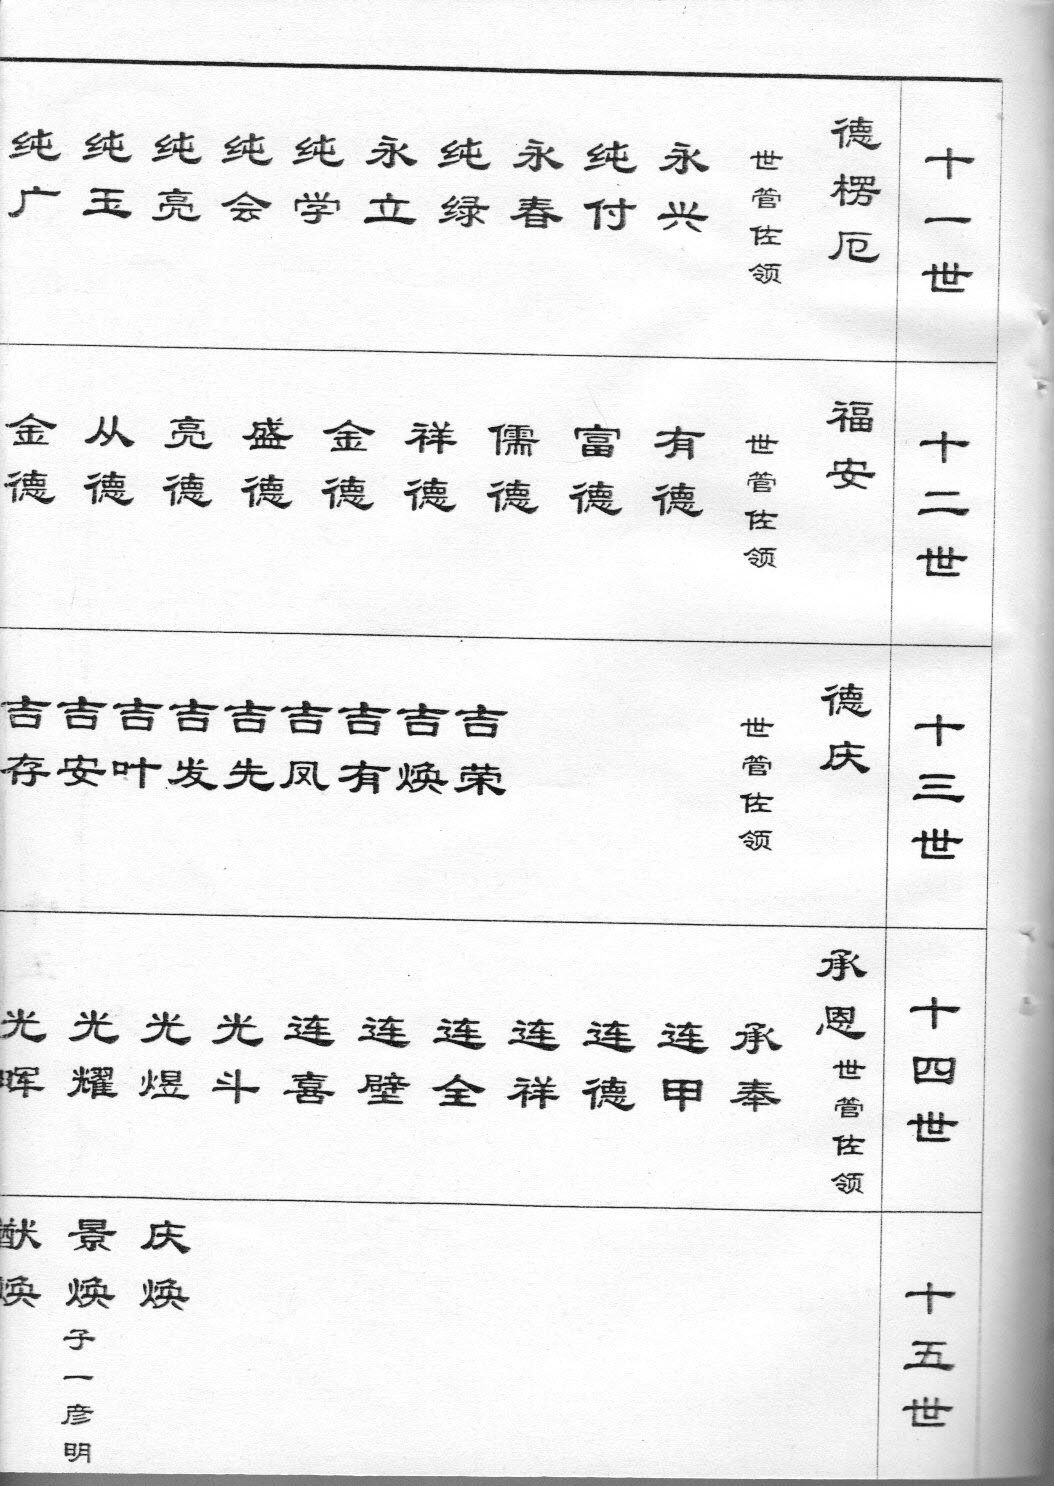 十一世
德楞厄
世管佐领
永兴
纯付
永春
纯绿
永立
纯学
纯会
纯亮
纯玉
纯广
十二世
福安
世管佐领
有德
富德
儒德
祥德
金德
盛德
亮德
从德
金德
十三世
德庆
世管佐领
吉荣
吉焕
吉有
吉凤
吉先
吉发
吉叶
吉安
吉存
十四世
承恩世管佐领
承奉
连甲
连德
连祥
连全
连壁
连喜
光斗
光煜
光耀
光晖
十五世
庆焕
景焕子一彦明
猷焕